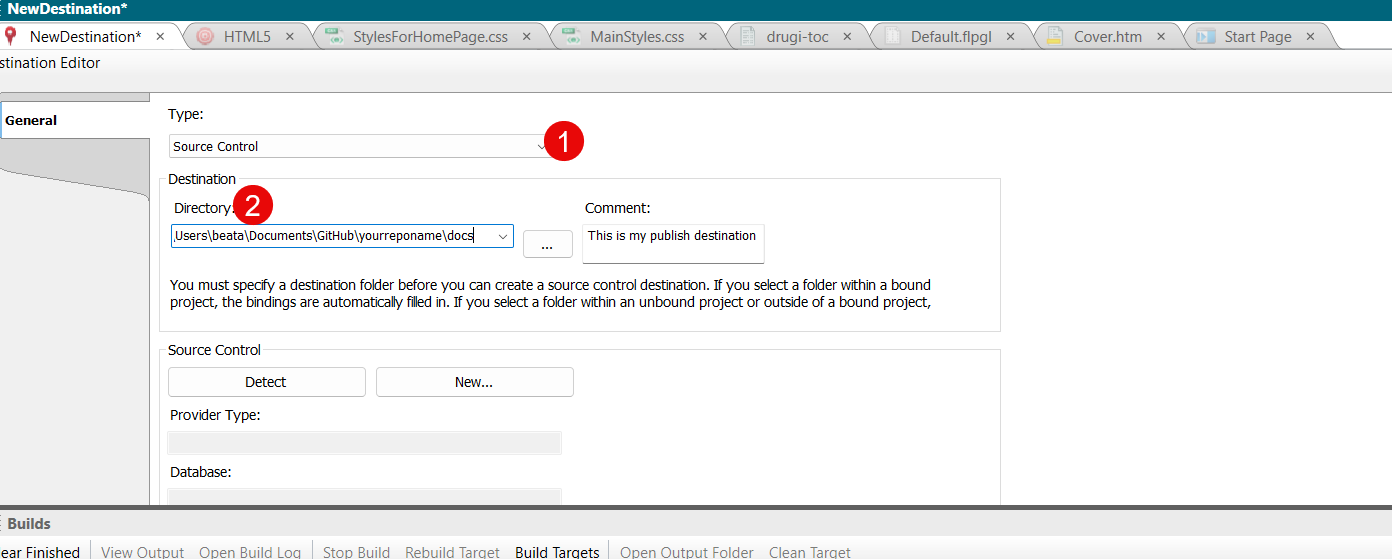 NewDestination*
NewDestination* HTML5 StylesForHomePage.css MainStyles.css drugi-toc Default.flpgl Cover.htm Start Page
stination Editor
General
Type:
Source Control
1
Destination
Directory:
2
Comment:
\Users\beata\Documents\GitHub\yourreponame\docs
...
This is my publish destination
You must specify a destination folder before you can create a source control destination. If you select a folder within a bound
project, the bindings are automatically filled in. If you select a folder within an unbound project or outside of a bound project,
Source Control
Detect New...
Provider Type:
Database:
Builds
ear Finished View Output Open Build Log Stop Build Rebuild Target Build Targets Open Output Folder Clean Target